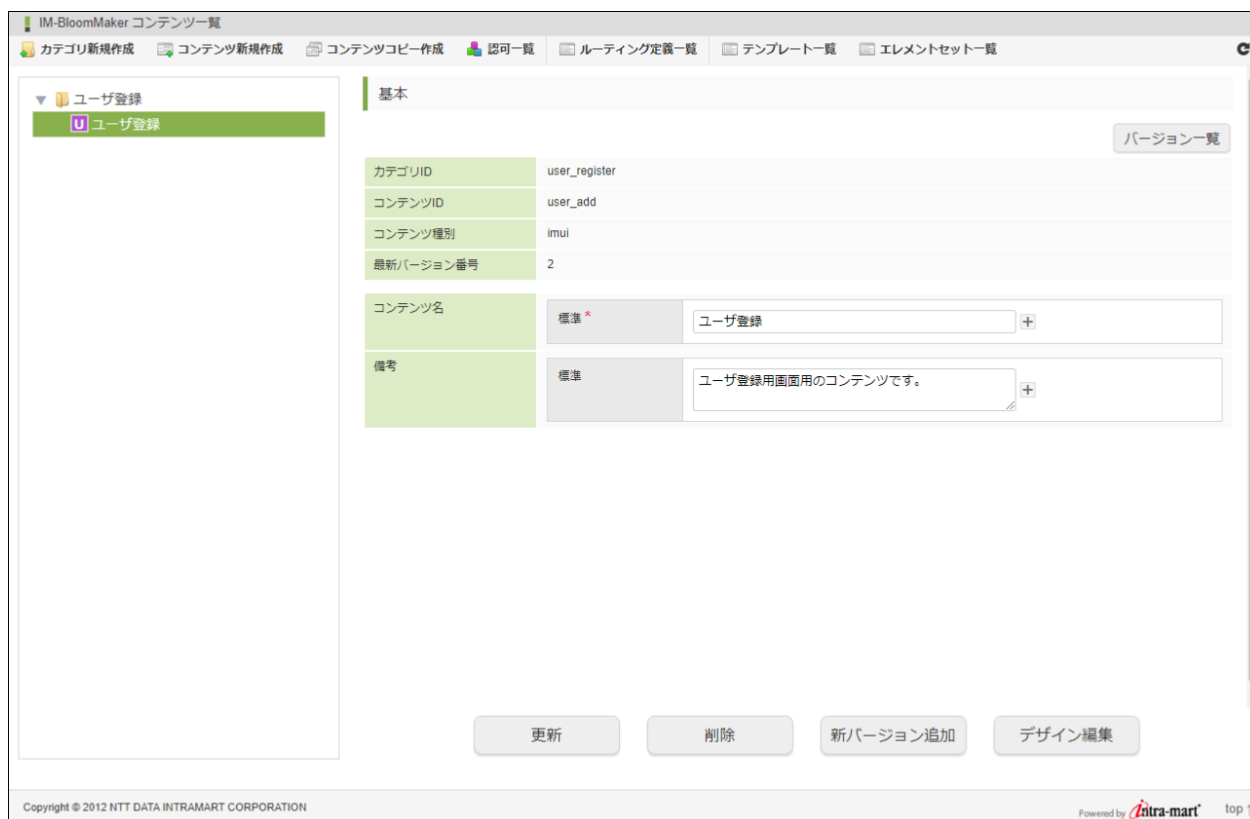 IM-BloomMaker コンテンツ一覧
カテゴリ新規作成 コンテンツ新規作成 コンテンツコピー作成 認可一覧 ルーティング定義一覧 テンプレート一覧 エレメントセット一覧
ユーザ登録
U ユーザ登録
基本
バージョン一覧
カテゴリID user_register
コンテンツID user_add
コンテンツ種別 imui
最新バージョン番号 2
コンテンツ名 標準 * ユーザ登録
備考 標準 ユーザ登録用画面用のコンテンツです。
更新 削除 新バージョン追加 デザイン編集
Copyright © 2012 NTT DATA INTRAMART CORPORATION
Powered by intra-mart top